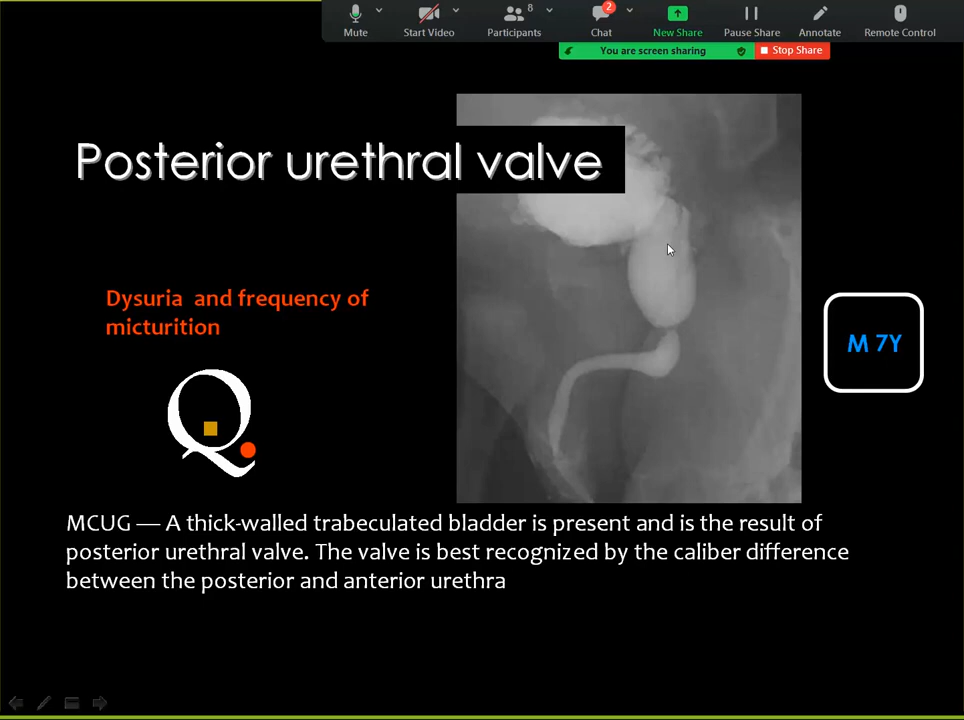 Mute
Start Video
Participants
8
Chat
2
New Share
Pause Share
Annotate
Remote Control
You are screen sharing
Stop Share
Posterior urethral valve
Dysuria and frequency of
micturition
M 7Y
Q
MCUG — A thick-walled trabeculated bladder is present and is the result of
posterior urethral valve. The valve is best recognized by the caliber difference
between the posterior and anterior urethra